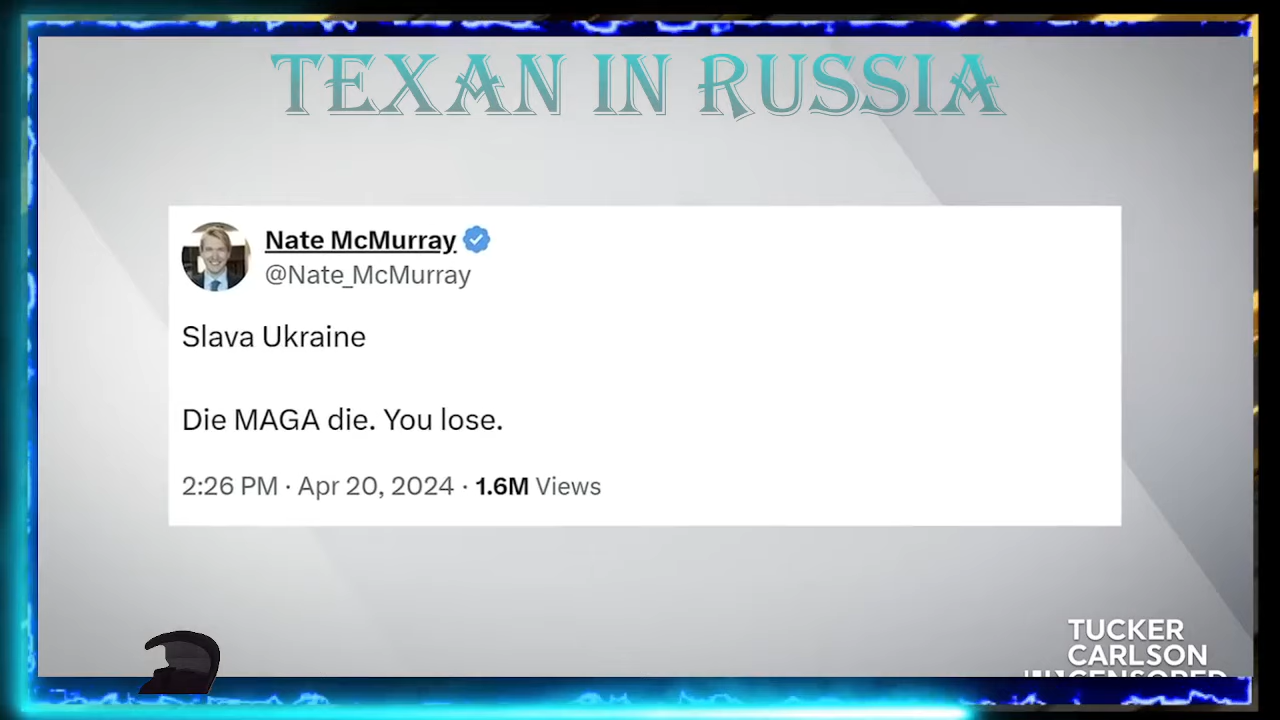 TEXAN IN RUSSIA
Nate McMurray
@Nate_McMurray
Slava Ukraine
Die MAGA die. You lose.
2:26 PM · Apr 20, 2024 · 1.6M Views
TUCKER
CARLSON
UNCENSORED